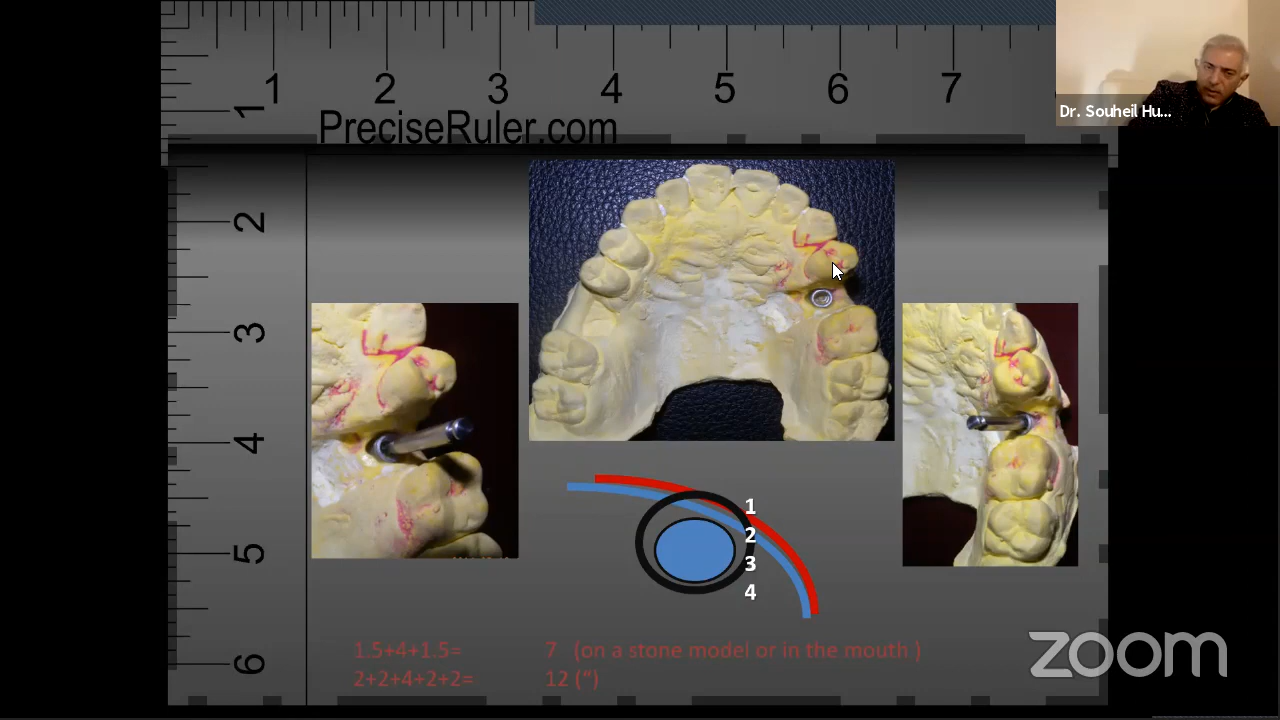 1 2 3 4 5 6 7
Dr. Souheil Hu...
1
PreciseRuler.com
2
3
4
5
6
1
2
3
4
1.5+4+1.5= 7 (on a stone model or in the mouth )
2+2+4+2+2= 12 (“)
zoom